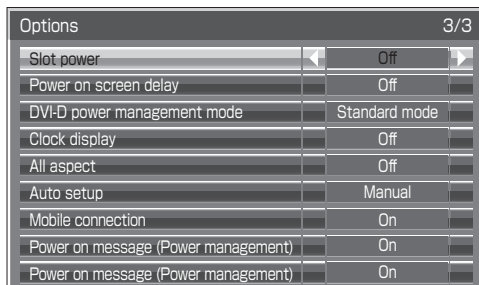 Options 3/3
Slot power Off
Power on screen delay Off
DVI-D power management mode Standard mode
Clock display Off
All aspect Off
Auto setup Manual
Mobile connection On
Power on message (Power management) On
Power on message (Power management) On